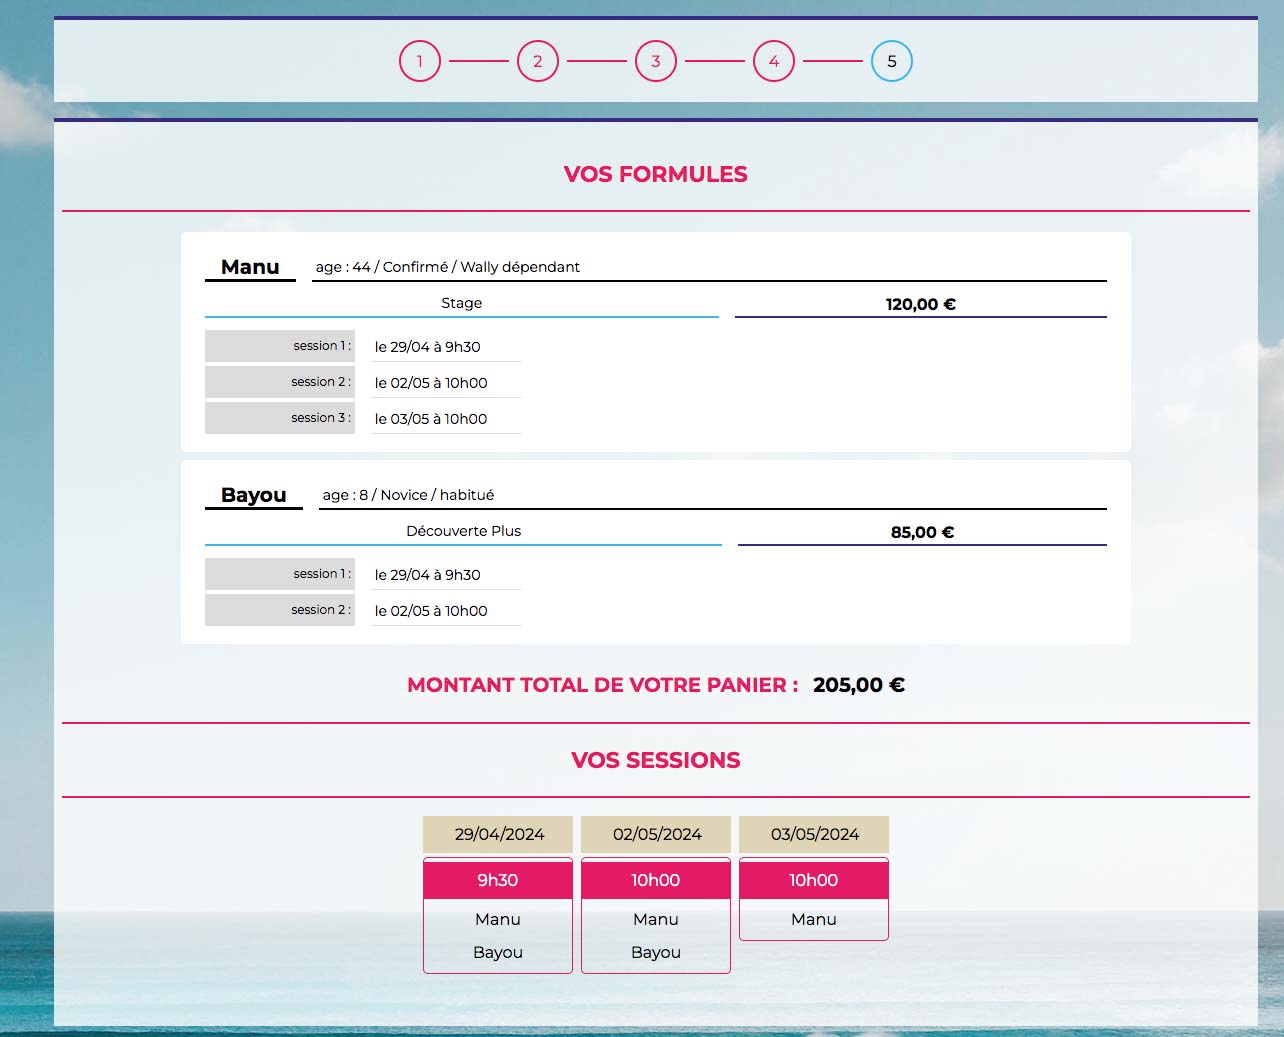 1 2 3 4 5
VOS FORMULES
Manu age : 44 / Confirmé / Wally dépendant
Stage 120,00 €
session 1 : le 29/04 à 9h30
session 2 : le 02/05 à 10h00
session 3 : le 03/05 à 10h00
Bayou age : 8 / Novice / habitué
Découverte Plus 85,00 €
session 1 : le 29/04 à 9h30
session 2 : le 02/05 à 10h00
MONTANT TOTAL DE VOTRE PANIER : 205,00 €
VOS SESSIONS
29/04/2024 02/05/2024 03/05/2024
9h30 10h00 10h00
Manu Manu Manu
Bayou Bayou